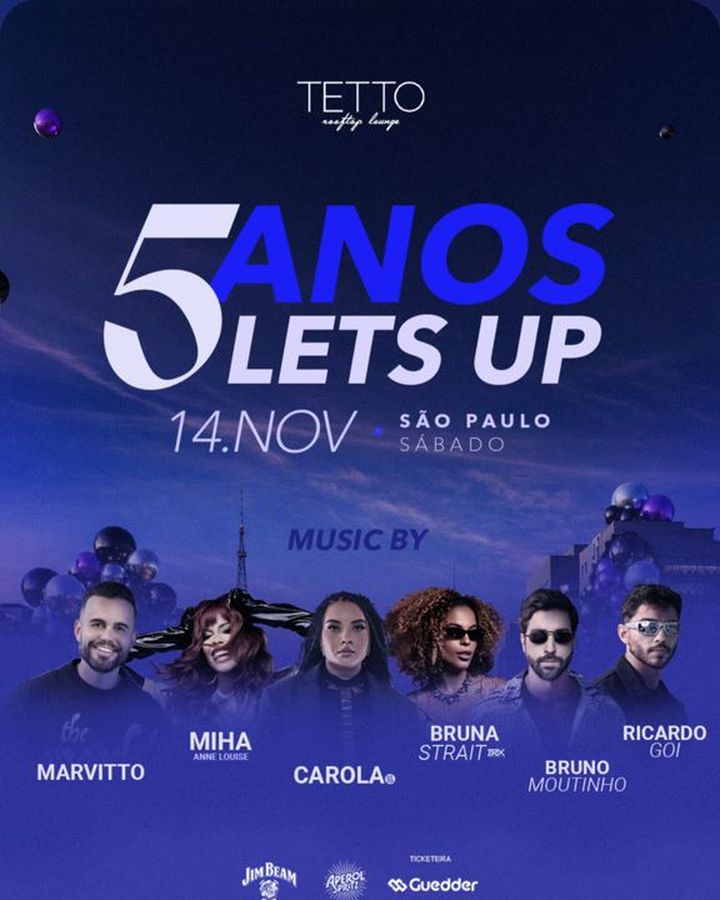 TETTO
rooftop lounge
5 ANOS
LETS UP
14.NOV • SÃO PAULO
SÁBADO
MUSIC BY
MARVITTO
MIHA
ANNE LOUISE
CAROLA
BRUNA
STRAIT
BRUNO
MOUTINHO
RICARDO
GOI
JIM BEAM
APEROL
SPRITZ
TICKETEIRA
Guedder